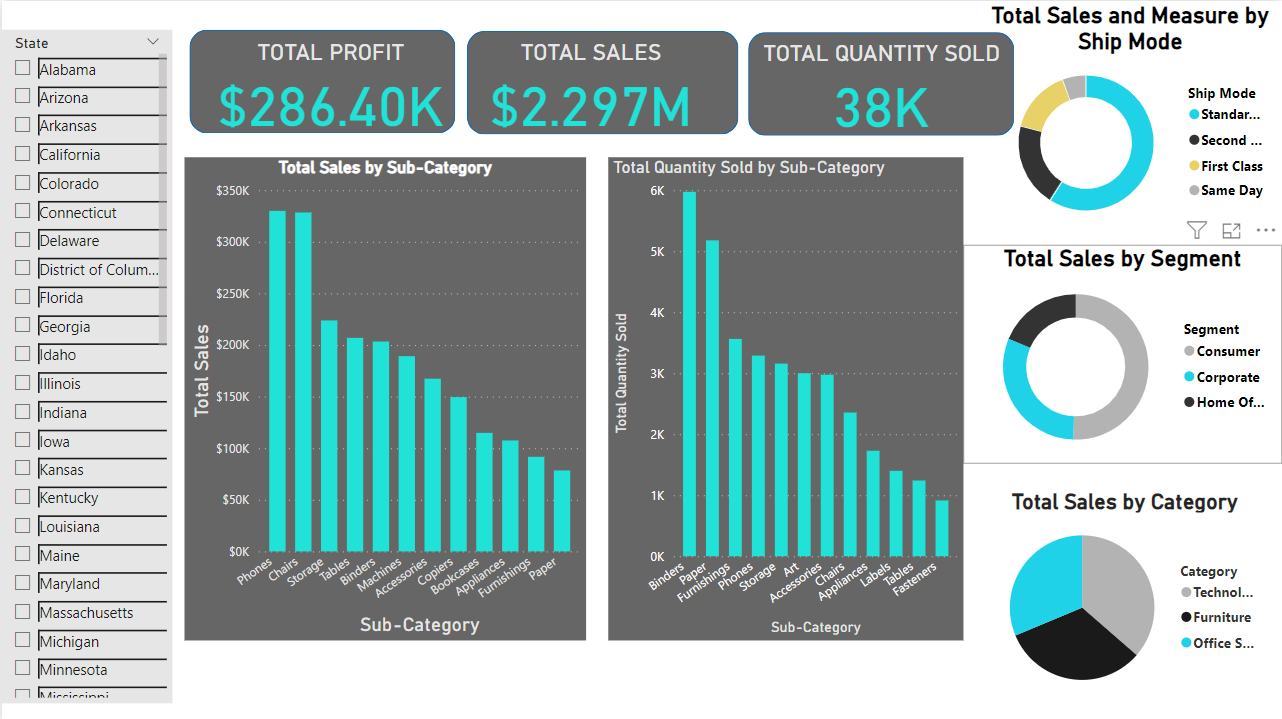 State
Alabama
Arizona
Arkansas
California
Colorado
Connecticut
Delaware
District of Colum...
Florida
Georgia
Idaho
Illinois
Indiana
Iowa
Kansas
Kentucky
Louisiana
Maine
Maryland
Massachusetts
Michigan
Minnesota
Mississippi
TOTAL PROFIT
$286.40K
TOTAL SALES
$2.297M
TOTAL QUANTITY SOLD
38K
Total Sales by Sub-Category
Total Sales
$350K
$300K
$250K
$200K
$150K
$100K
$50K
$0K
Phones
Chairs
Storage
Tables
Binders
Machines
Accessories
Copiers
Bookcases
Appliances
Furnishings
Paper
Sub-Category
Total Quantity Sold by Sub-Category
Total Quantity Sold
6K
5K
4K
3K
2K
1K
0K
Binders
Paper
Furnishings
Phones
Storage
Art
Accessories
Chairs
Appliances
Labels
Tables
Fasteners
Sub-Category
Total Sales and Measure by
Ship Mode
Ship Mode
Standar...
Second ...
First Class
Same Day
Total Sales by Segment
Segment
Consumer
Corporate
Home Of...
Total Sales by Category
Category
Technol...
Furniture
Office S...